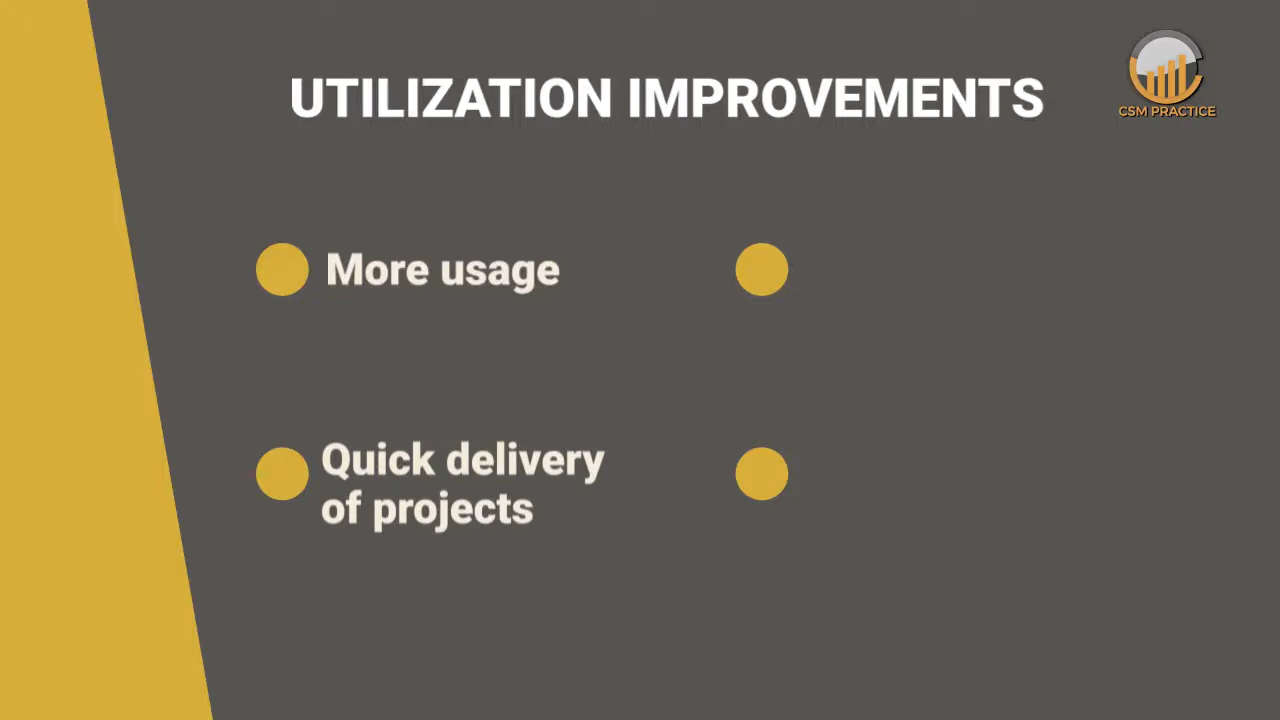 UTILIZATION IMPROVEMENTS
CSM PRACTICE
More usage
Quick delivery
of projects